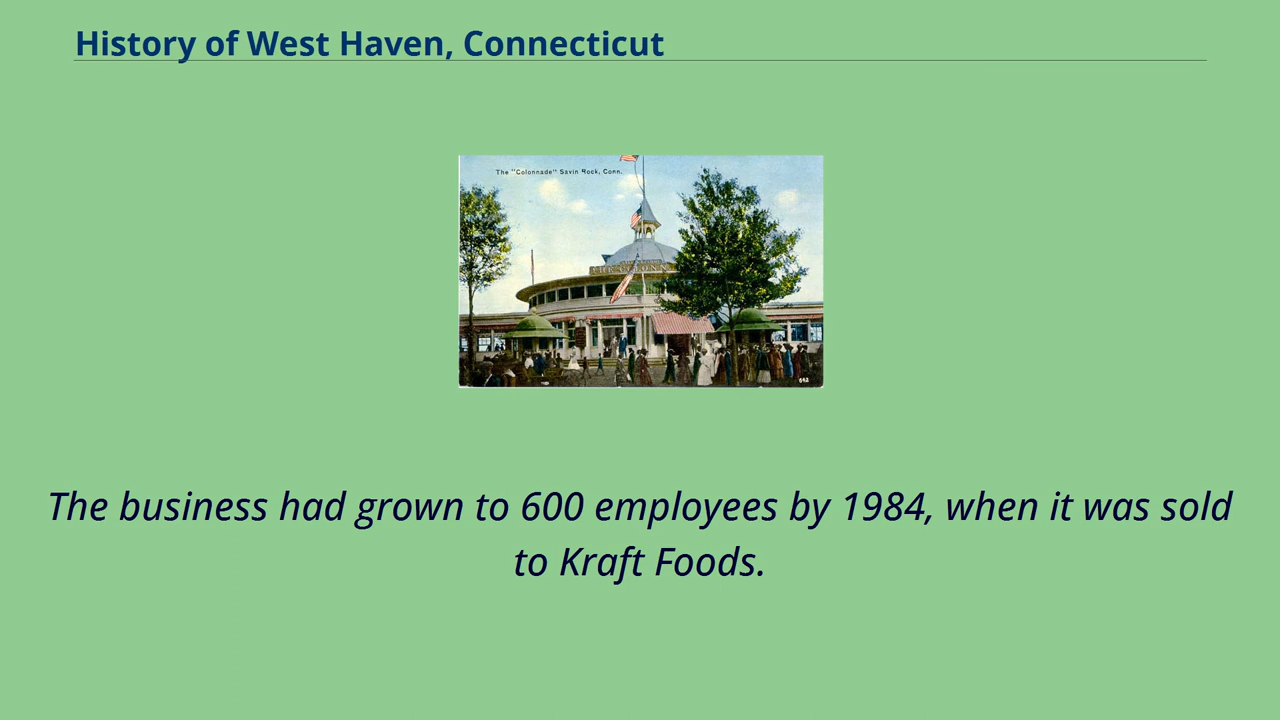 History of West Haven, Connecticut
The "Colonnade" Savin Rock, Conn.
642
The business had grown to 600 employees by 1984, when it was sold
to Kraft Foods.